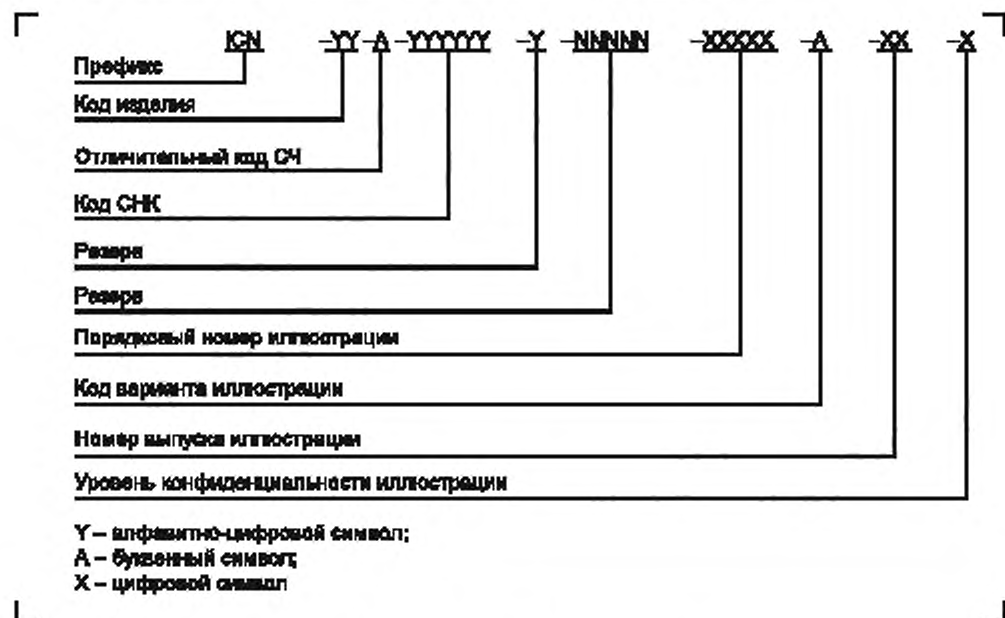 ICN -YY-A-YYYYYY -Y -NNNNN -XXXXX -A -XX -X
Префикс
Код изделия
Отличительный код СЧ
Код СНК
Резерв
Резерв
Порядковый номер иллюстрации
Код варианта иллюстрации
Номер выпуска иллюстрации
Уровень конфиденциальности иллюстрации
Y – алфавитно-цифровой символ;
A – буквенный символ;
X – цифровой символ